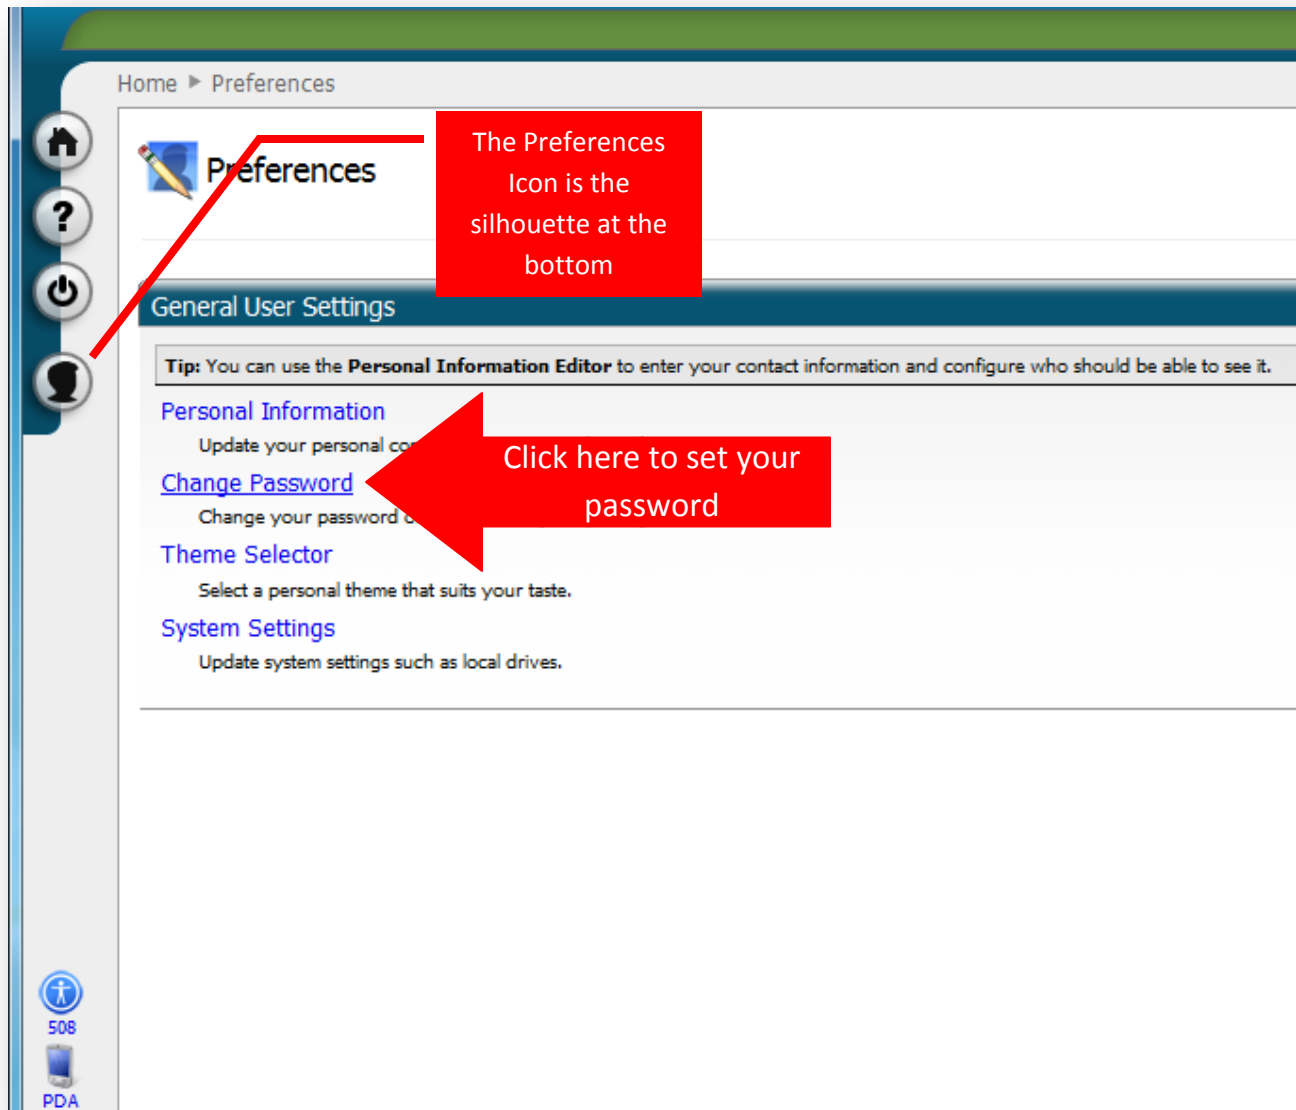 Home ▶ Preferences
Preferences
The Preferences
Icon is the
silhouette at the
bottom
?
General User Settings
Tip: You can use the Personal Information Editor to enter your contact information and configure who should be able to see it.
Personal Information
Update your personal
Click here to set your
password
Change Password
Change your password
Theme Selector
Select a personal theme that suits your taste.
System Settings
Update system settings such as local drives.
508
PDA